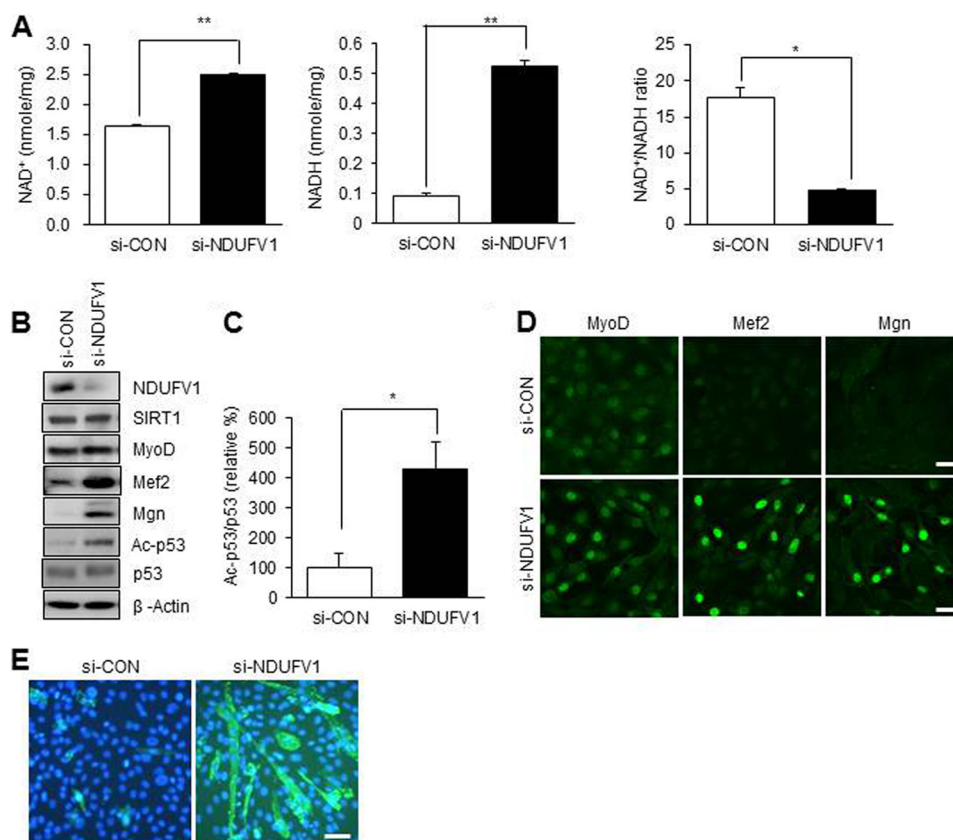 A
NAD⁺ (nmole/mg)
3.0
2.5
2.0
1.5
1.0
0.5
0.0
**
si-CON si-NDUFV1
NADH (nmole/mg)
0.6
0.5
0.4
0.3
0.2
0.1
0
**
si-CON si-NDUFV1
NAD⁺/NADH ratio
25
20
15
10
5
0
*
si-CON si-NDUFV1
B
si-CON
si-NDUFV1
NDUFV1
SIRT1
MyoD
Mef2
Mgn
Ac-p53
p53
β -Actin
C
Ac-p53/p53 (relative %)
600
500
400
300
200
100
0
*
si-CON si-NDUFV1
D
MyoD Mef2 Mgn
si-CON
si-NDUFV1
E
si-CON si-NDUFV1